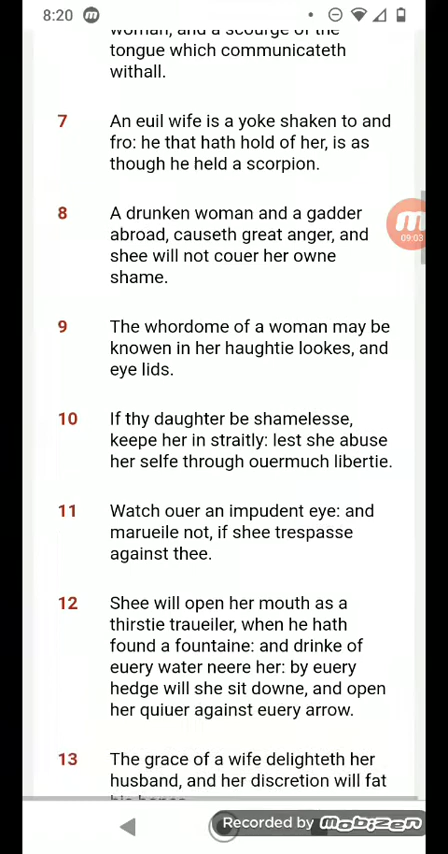 8:20
woman, and a scourge of the
tongue which communicateth
withall.
7 An euil wife is a yoke shaken to and
fro: he that hath hold of her, is as
though he held a scorpion.
8 A drunken woman and a gadder
abroad, causeth great anger, and
shee will not couer her owne
shame.
09:03
9 The whordome of a woman may be
knowen in her haughtie lookes, and
eye lids.
10 If thy daughter be shamelesse,
keepe her in straitly: lest she abuse
her selfe through ouermuch libertie.
11 Watch ouer an impudent eye: and
marueile not, if shee trespasse
against thee.
12 Shee will open her mouth as a
thirstie traueiler, when he hath
found a fountaine: and drinke of
euery water neere her: by euery
hedge will she sit downe, and open
her quiuer against euery arrow.
13 The grace of a wife delighteth her
husband, and her discretion will fat
Recorded by mobizen